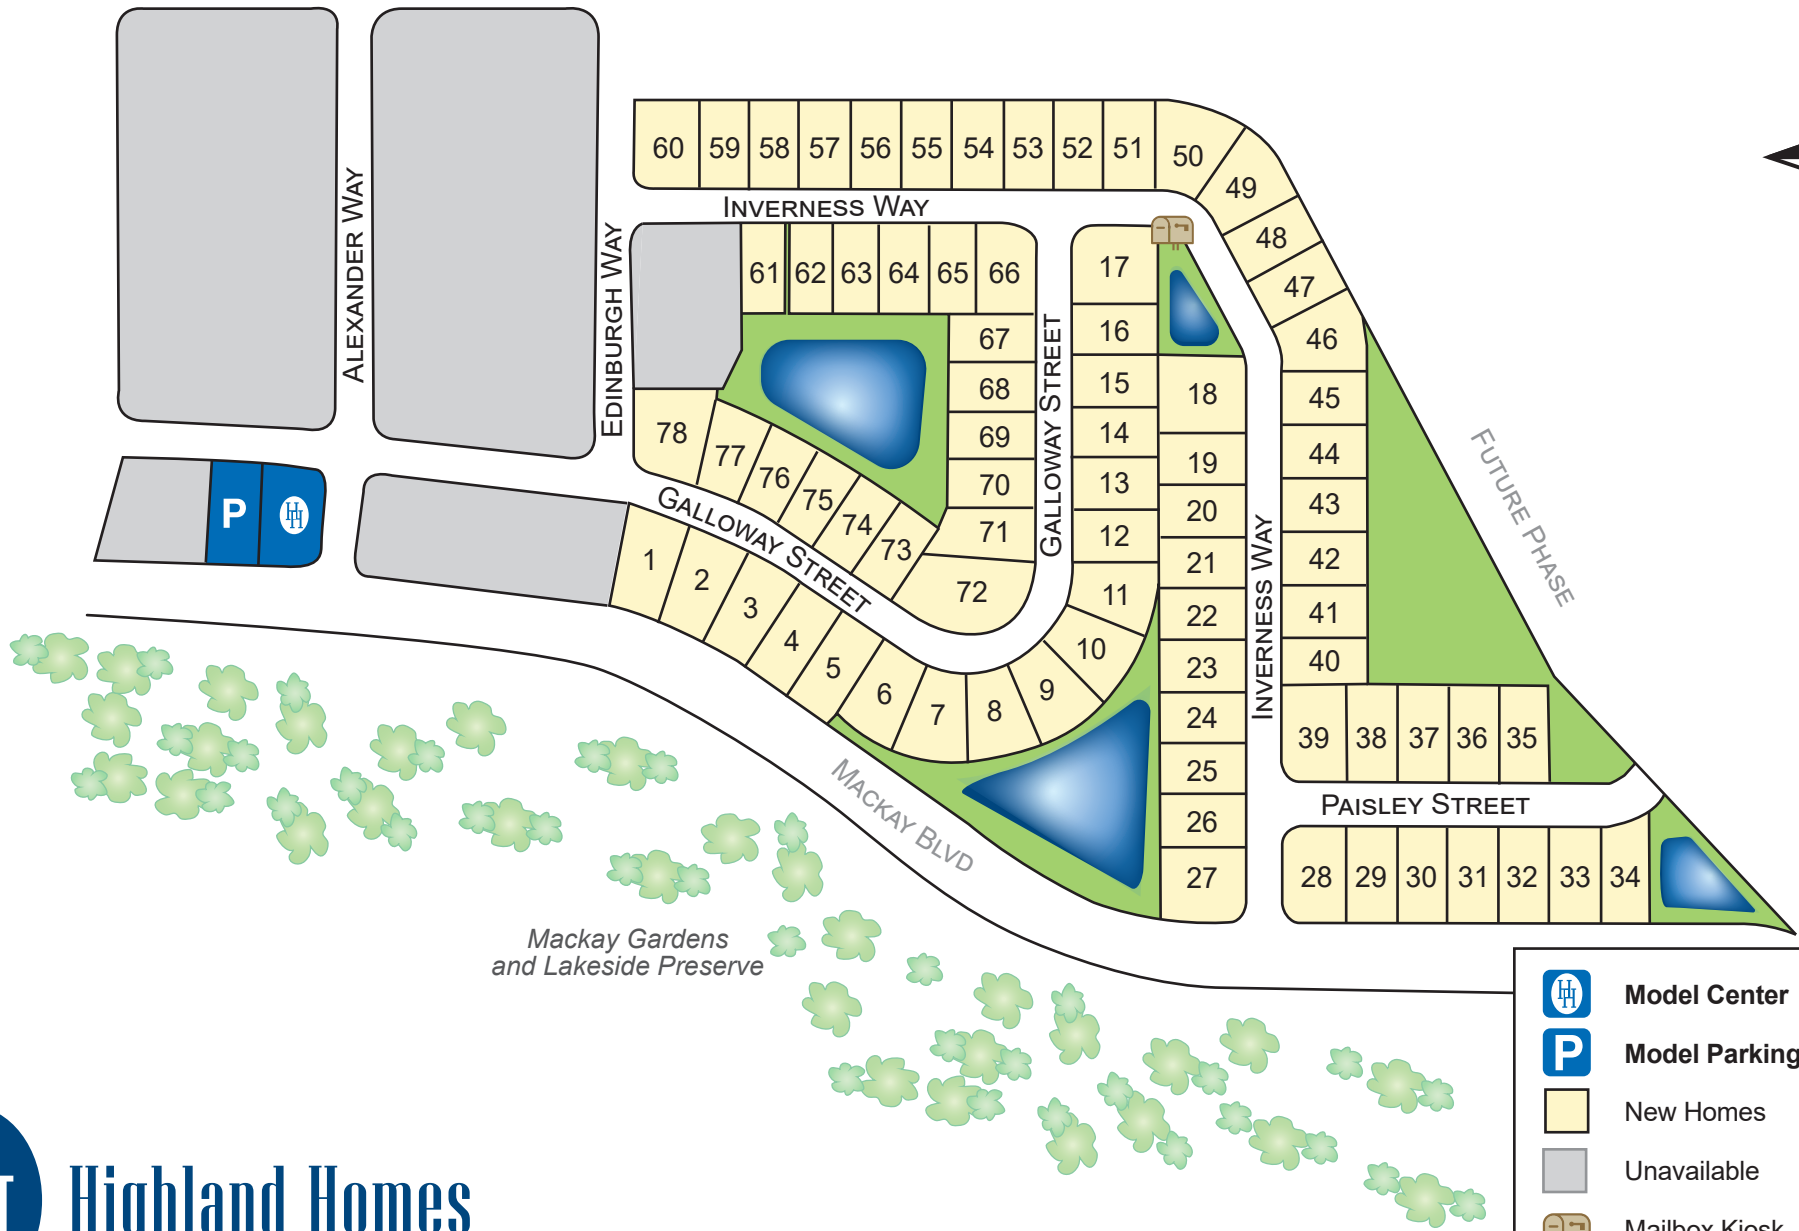 60 59 58 57 56 55 54 53 52 51 50
49
48
47
46
45
44
43
42
41
40
INVERNESS WAY
ALEXANDER WAY
EDINBURGH WAY
61 62 63 64 65 66
67
68
69
70
71
72
GALLOWAY STREET
17
16
15
14
13
12
11
10
18
19
20
21
22
23
24
25
26
27
INVERNESS WAY
FUTURE PHASE
78 77 76 75 74 73
GALLOWAY STREET
P
HH
1 2 3 4 5 6 7 8 9
39 38 37 36 35
PAISLEY STREET
28 29 30 31 32 33 34
MACKAY BLVD
Mackay Gardens
and Lakeside Preserve
HH Model Center
P Model Parking
New Homes
Unavailable
Mailbox Kiosk
Highland Homes